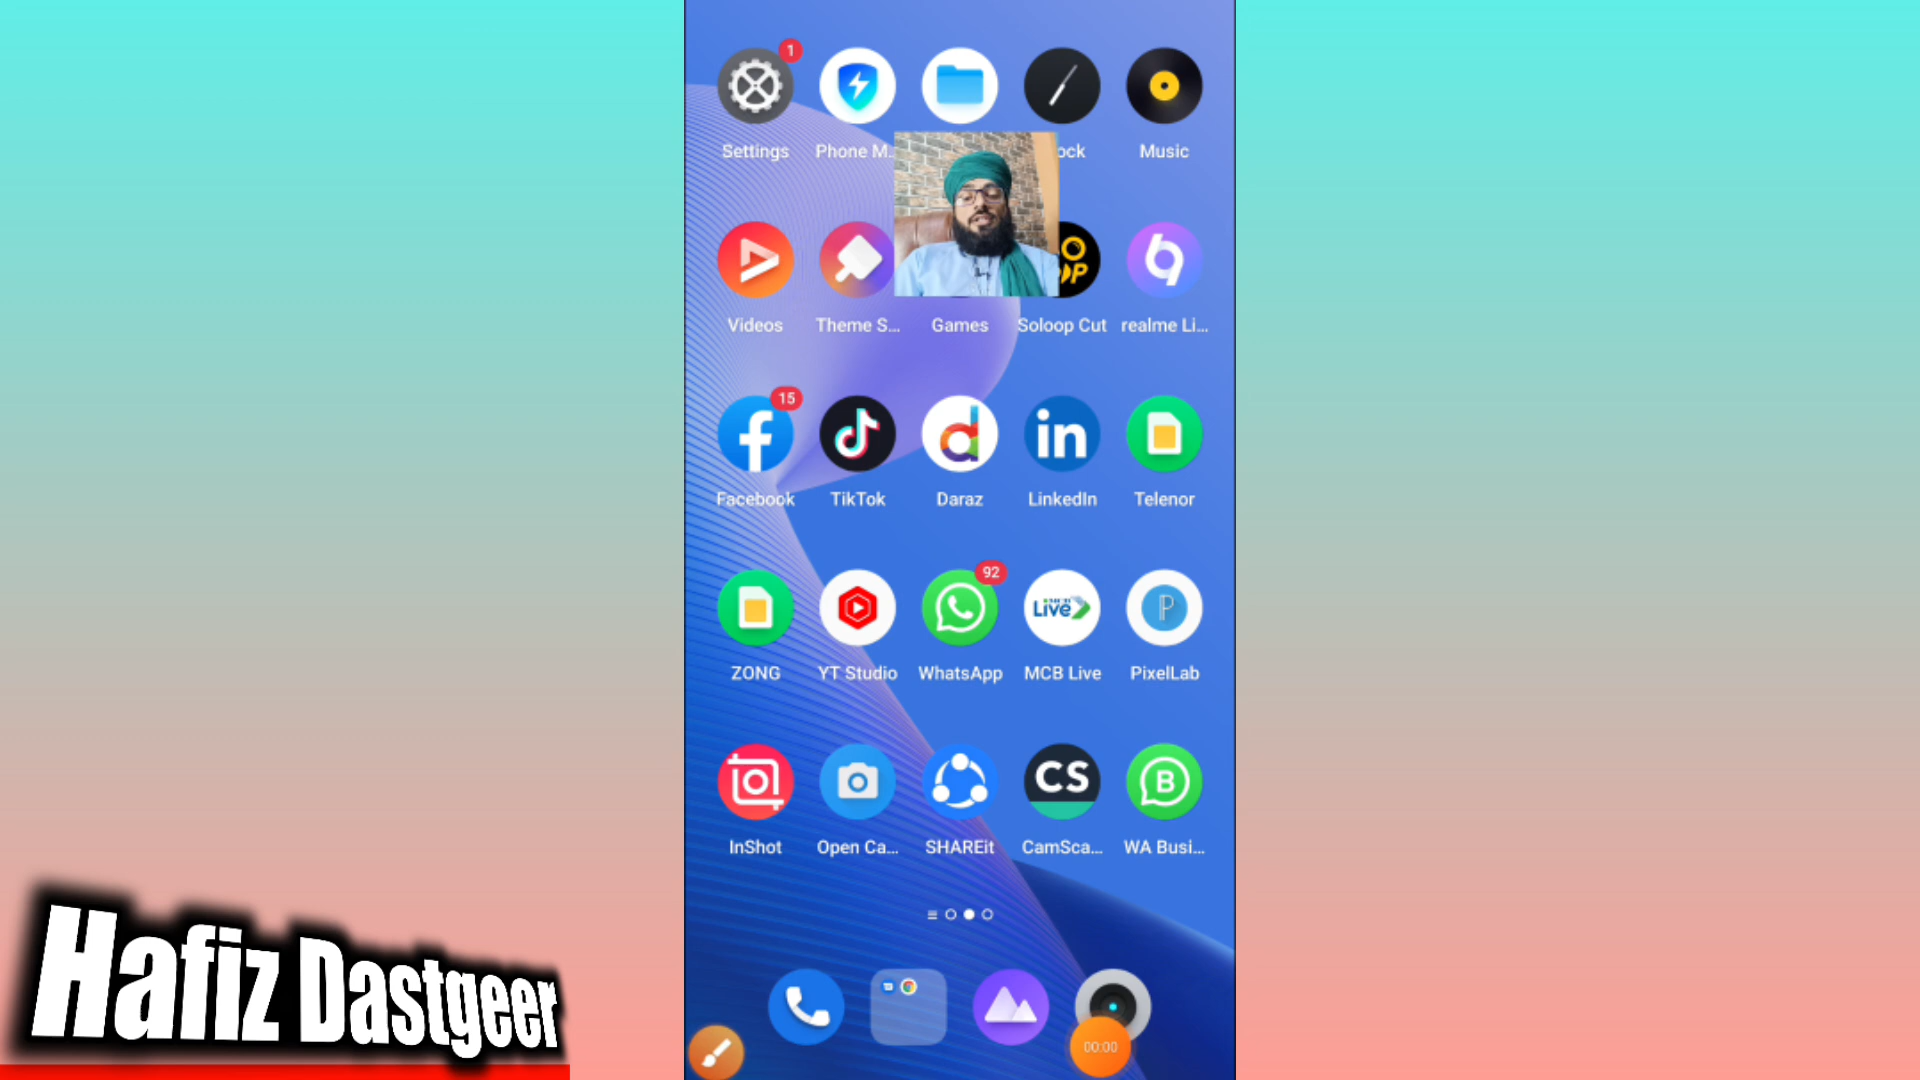 1
Settings Phone M... ock Music
Videos Theme S... Games Soloop Cut realme Li...
15
Facebook TikTok Daraz LinkedIn Telenor
in
92
ZONG YT Studio WhatsApp MCB Live PixelLab
Live
P
CS
B
InShot Open Ca... SHAREit CamSca... WA Busi...
Hafiz Dastgeer
00:00